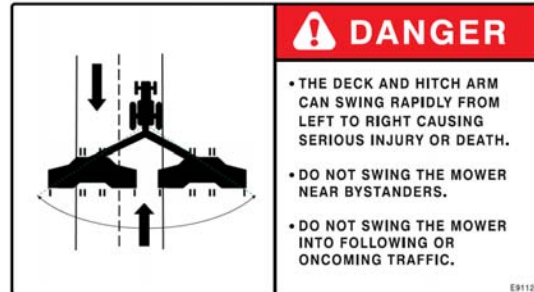 DANGER
• THE DECK AND HITCH ARM
CAN SWING RAPIDLY FROM
LEFT TO RIGHT CAUSING
SERIOUS INJURY OR DEATH.
• DO NOT SWING THE MOWER
NEAR BYSTANDERS.
• DO NOT SWING THE MOWER
INTO FOLLOWING OR
ONCOMING TRAFFIC.
E9112